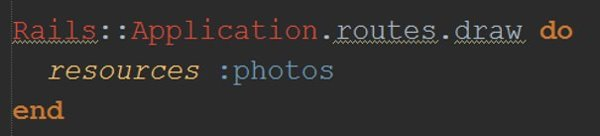 Rails::Application.routes.draw do
resources :photos
end